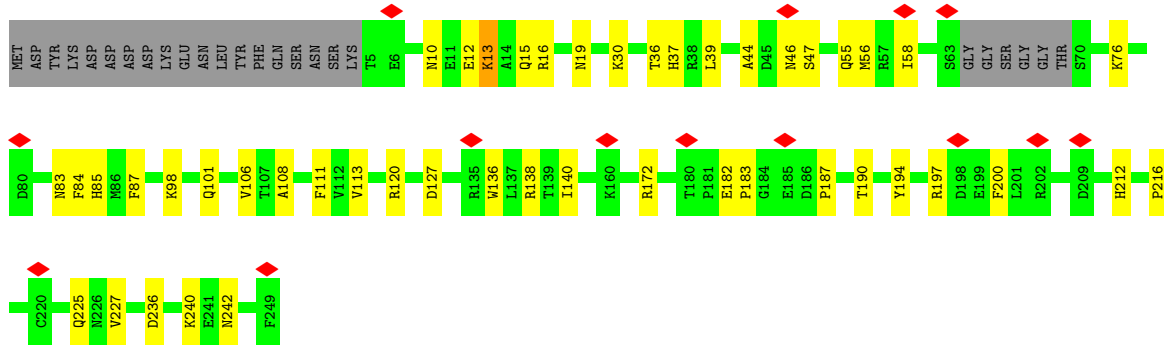 MET ASP TYR LYS ASP ASP ASP ASP LYS GLU ASN LEU TYR PHE GLN SER ASN SER LYS T5 E6 N10 E11 E12 K13 A14 Q15 R16 N19 K30 T36 H37 R38 L39 A44 D45 N46 S47 Q55 M56 R57 I58 S63 GLY GLY SER GLY GLY THR S70 K76
D80 N83 F84 H85 M86 F87 K98 Q101 V106 T107 A108 F111 V112 V113 R120 D127 R135 W136 L137 R138 T139 I140 K160 R172 T180 P181 E182 P183 G184 E185 D186 P187 T190 Y194 R197 D198 E199 F200 L201 R202 D209 H212 P216
C220 Q225 N226 V227 D236 K240 E241 N242 F249